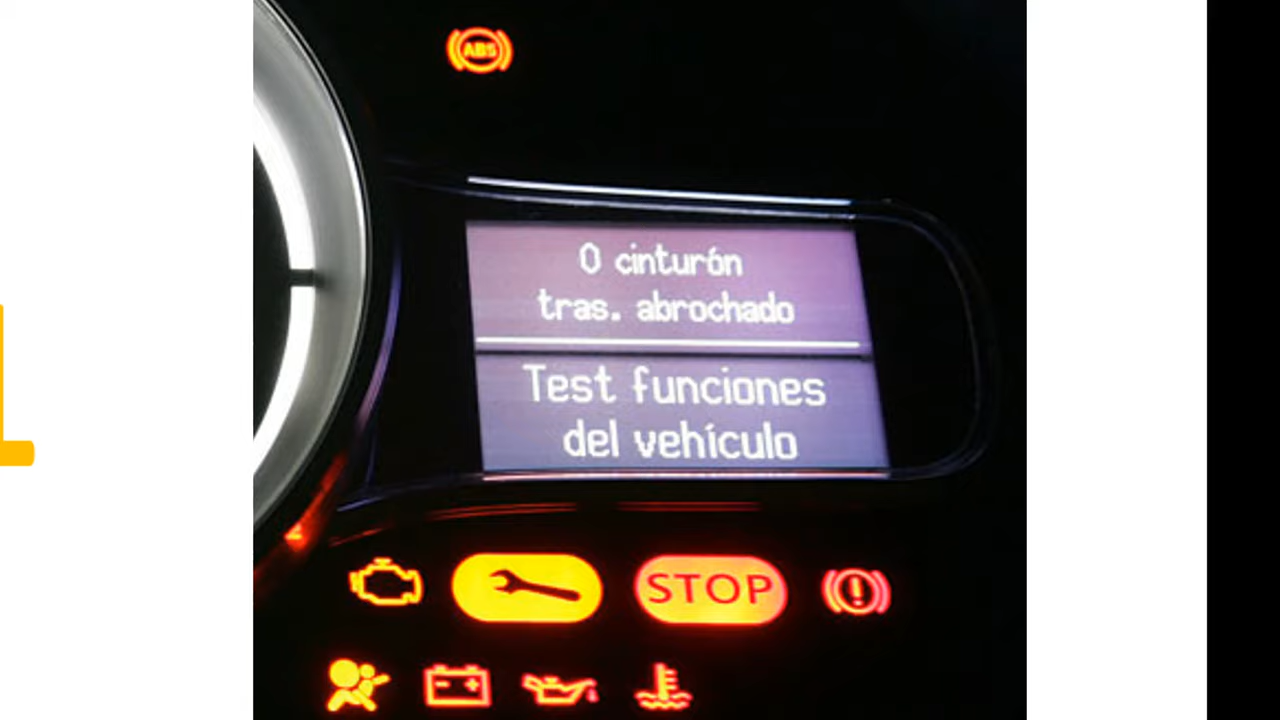 ABS
0 cinturón
tras. abrochado
Test funciones
del vehículo
STOP